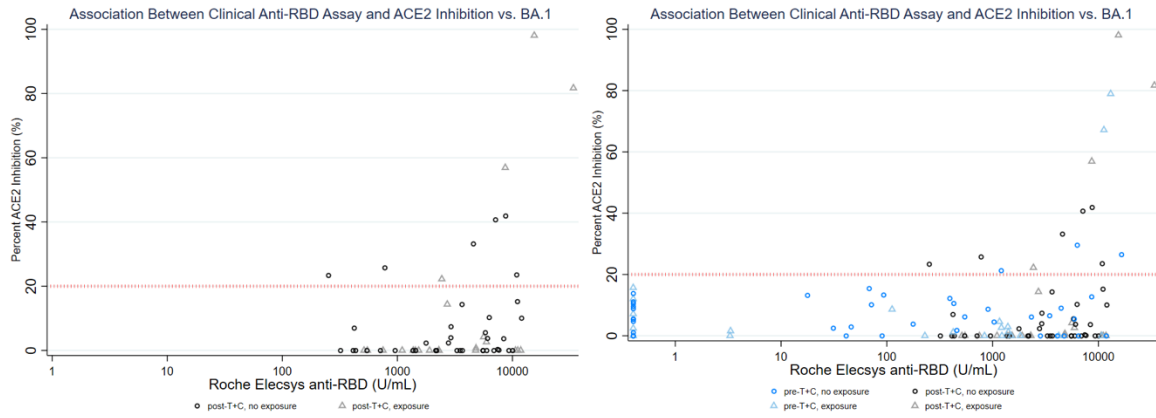 Association Between Clinical Anti-RBD Assay and ACE2 Inhibition vs. BA.1
Percent ACE2 Inhibition (%)
100
80
60
40
20
0
1
10
100
1000
10000
Roche Elecsys anti-RBD (U/mL)
post-T+C, no exposure
post-T+C, exposure
Association Between Clinical Anti-RBD Assay and ACE2 Inhibition vs. BA.1
Percent ACE2 Inhibition (%)
100
80
60
40
20
0
1
10
100
1000
10000
Roche Elecsys anti-RBD (U/mL)
pre-T+C, no exposure
post-T+C, no exposure
pre-T+C, exposure
post-T+C, exposure